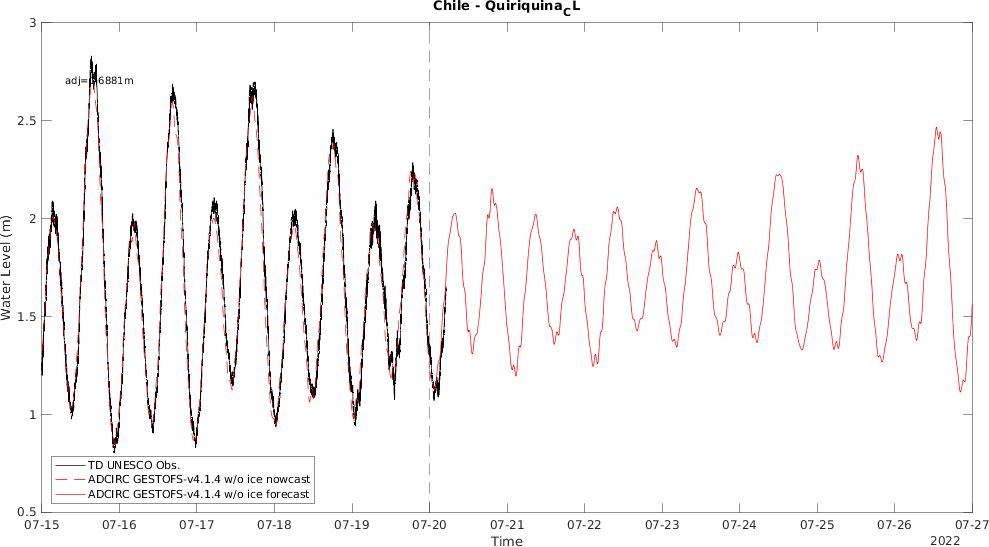 Chile - Quiriquina_CL
3
2.5
2
1.5
1
0.5
Water Level (m)
adj=1.6881m
TD UNESCO Obs.
ADCIRC GESTOFS-v4.1.4 w/o ice nowcast
ADCIRC GESTOFS-v4.1.4 w/o ice forecast
07-15 07-16 07-17 07-18 07-19 07-20 07-21 07-22 07-23 07-24 07-25 07-26 07-27
Time
2022